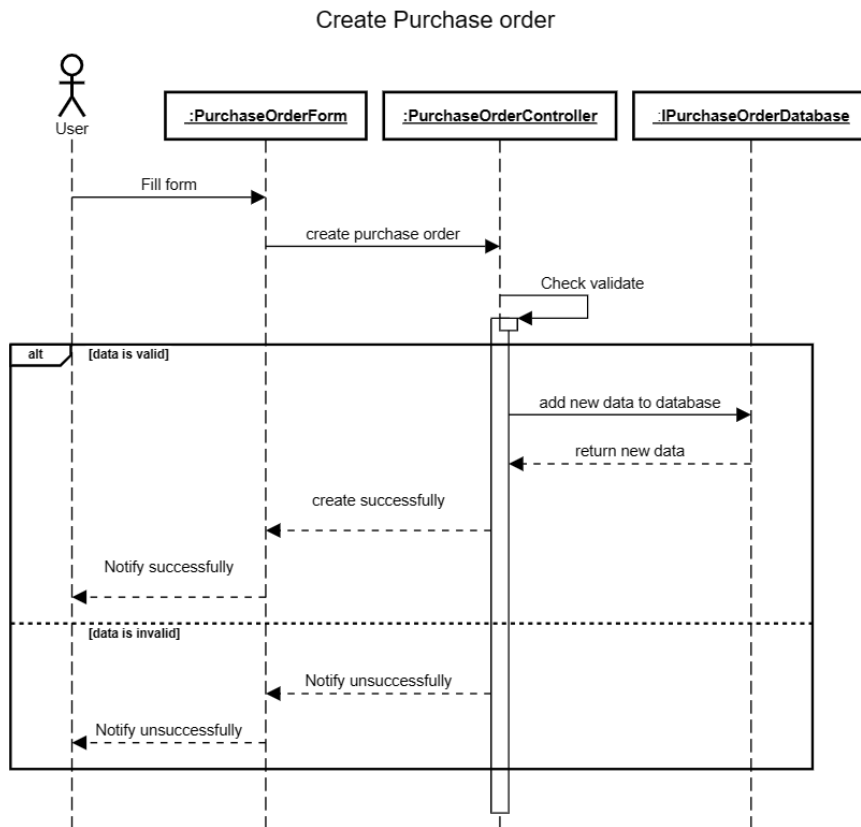 Create Purchase order
User
:PurchaseOrderForm
:PurchaseOrderController
:IPurchaseOrderDatabase
Fill form
create purchase order
Check validate
alt
[data is valid]
add new data to database
return new data
create successfully
Notify successfully
[data is invalid]
Notify unsuccessfully
Notify unsuccessfully